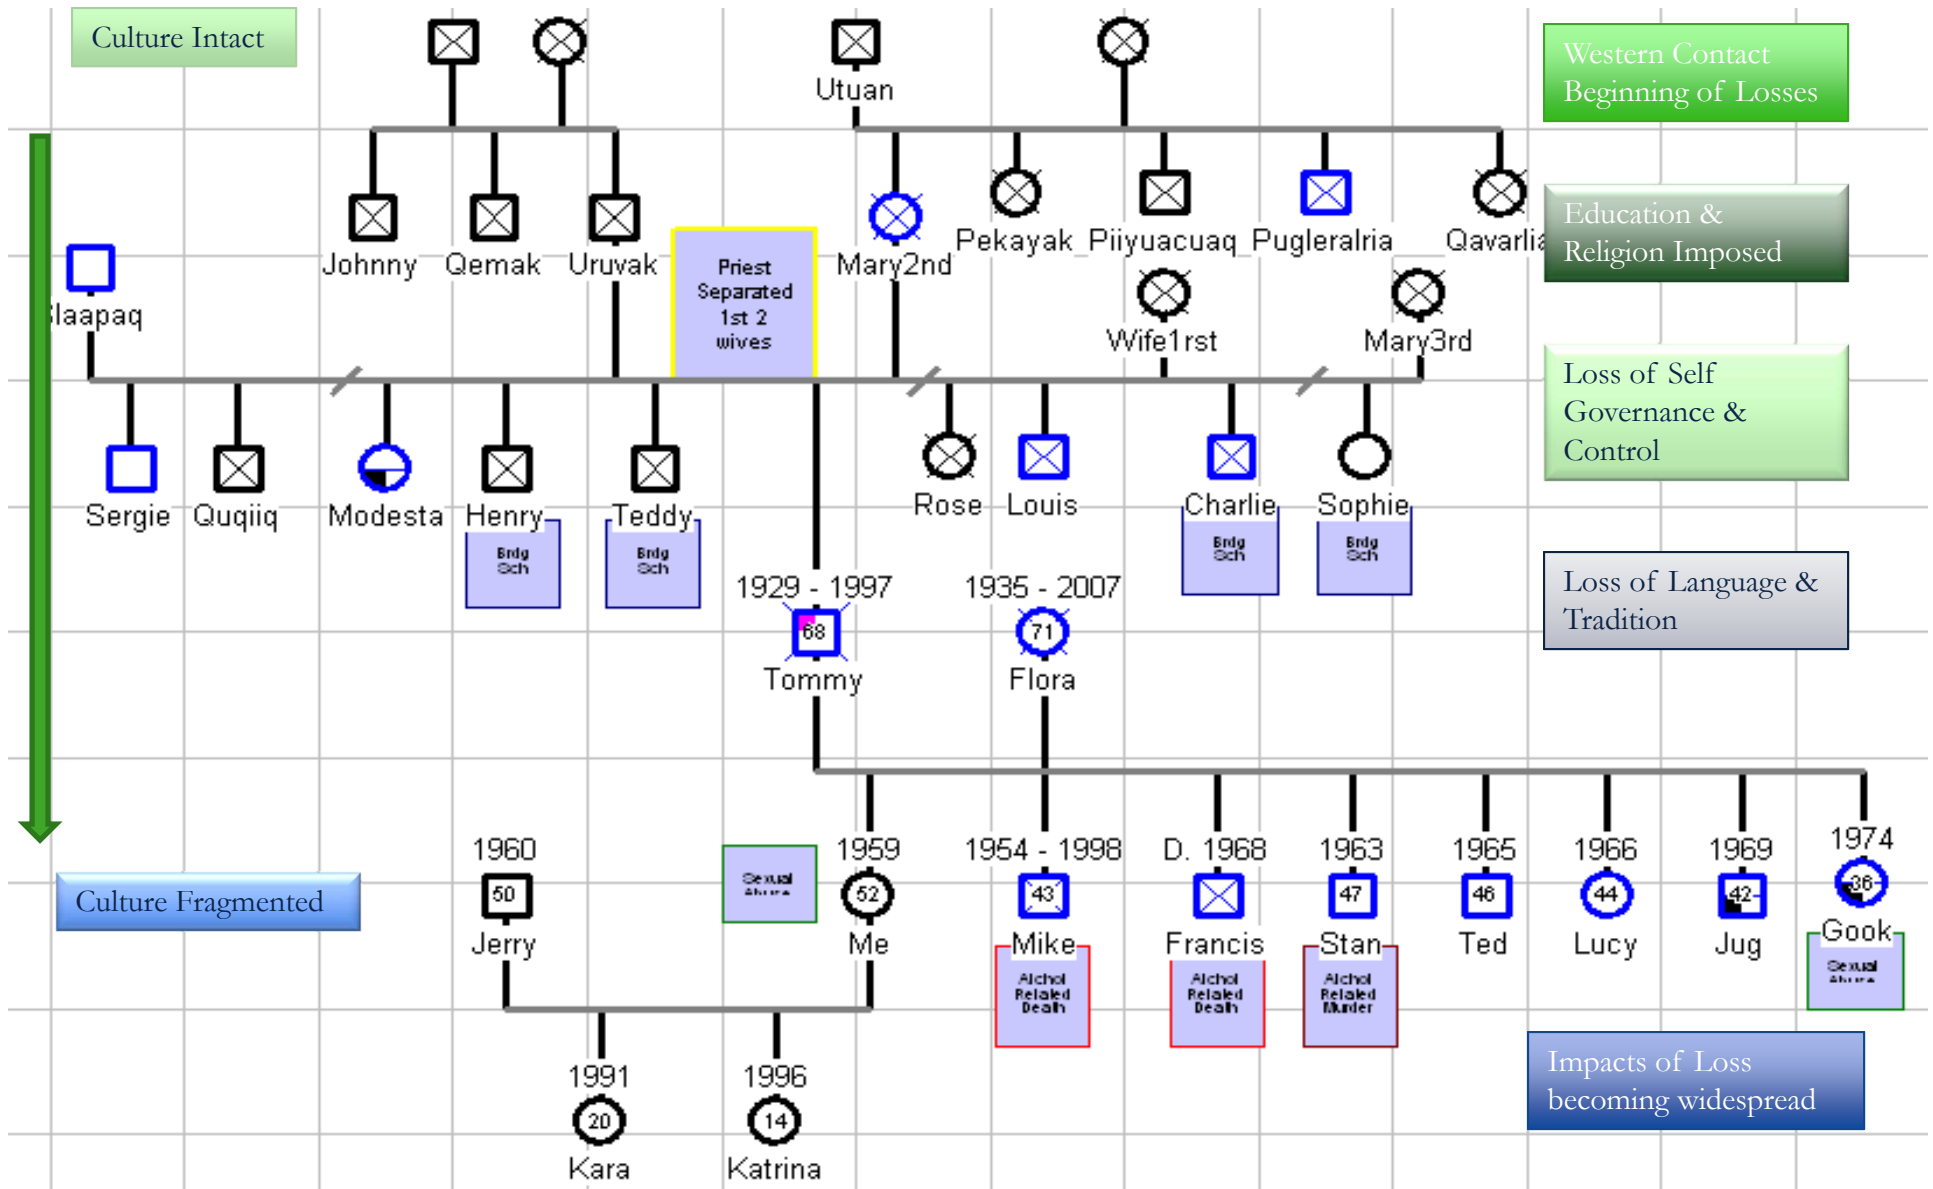 Culture Intact
Utuan
Western Contact
Beginning of Losses
Johnny
Qemak
Uruvak
Priest
Separated
1st 2
wives
Mary2nd
Pekayak
Piiyuacuaq
Pugleralria
Qavarlia
Education &
Religion Imposed
laapaq
Wife1rst
Mary3rd
Loss of Self
Governance &
Control
Sergie
Quqiiq
Modesta
Henry
Teddy
Rose
Louis
Charlie
Sophie
Brdg
Sch
Brdg
Sch
Brdg
Sch
Brdg
Sch
1929 - 1997
68
Tommy
1935 - 2007
71
Flora
Loss of Language &
Tradition
1960
50
Jerry
Sexual
Abuse
1959
52
Me
1954 - 1998
43
Mike
Alchol
Related
Death
D. 1968
Francis
Alchol
Related
Death
1963
47
Stan
Alchol
Related
Murder
1965
46
Ted
1966
44
Lucy
1969
42
Jug
1974
36
Gook
Sexual
Abuse
Culture Fragmented
1991
20
Kara
1996
14
Katrina
Impacts of Loss
becoming widespread